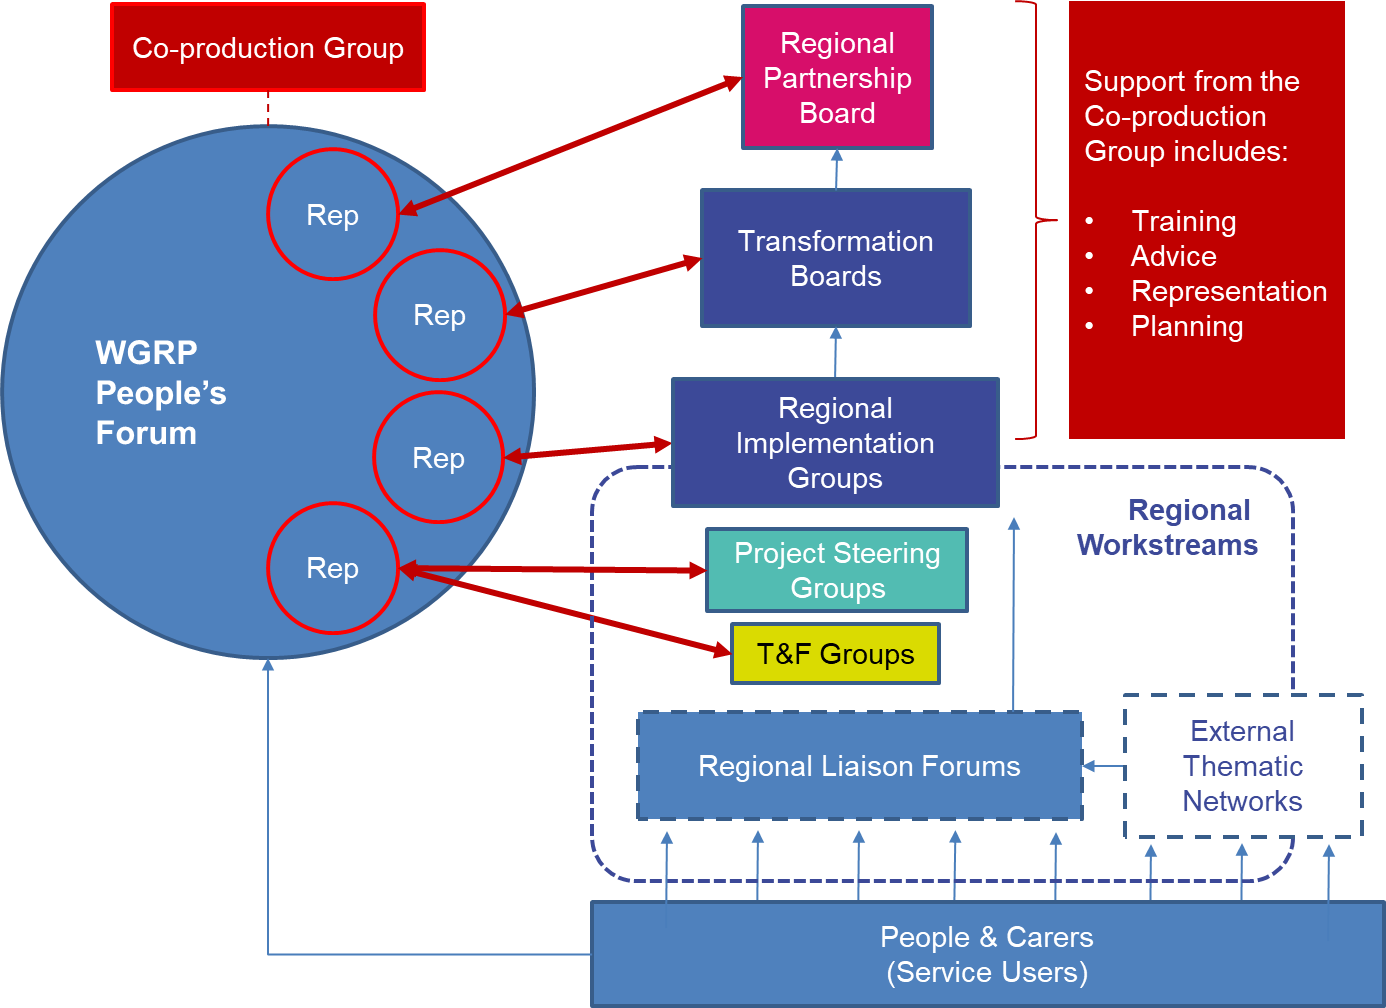 Co-production Group
Regional
Partnership
Board
Support from the
Co-production
Group includes:
• Training
• Advice
• Representation
• Planning
Rep
Transformation
Boards
Rep
WGRP
People’s
Forum
Regional
Implementation
Groups
Rep
Regional
Workstreams
Rep
Project Steering
Groups
T&F Groups
Regional Liaison Forums
External
Thematic
Networks
People & Carers
(Service Users)